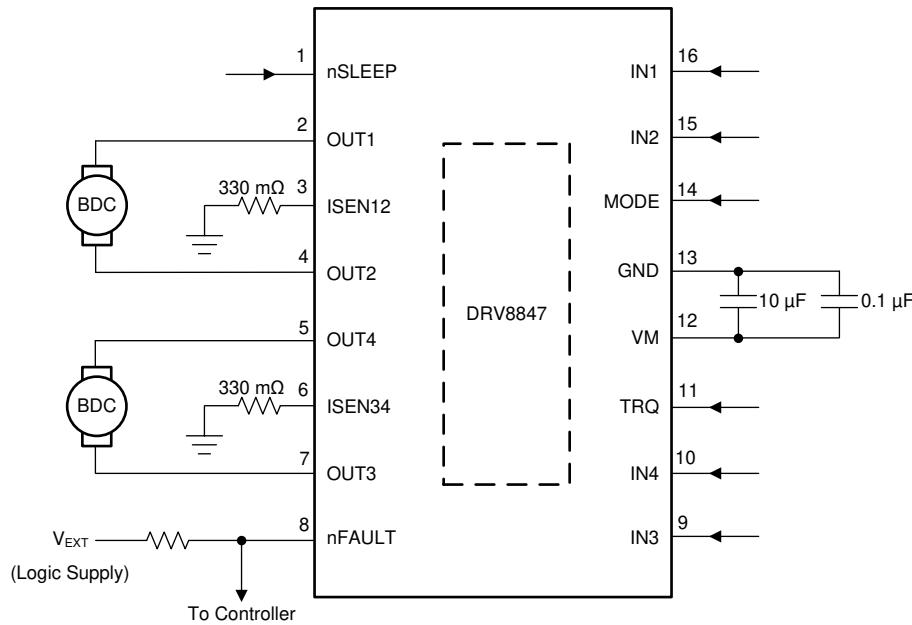 1
nSLEEP
2
OUT1
BDC
330 mΩ
3
ISEN12
4
OUT2
5
OUT4
BDC
330 mΩ
6
ISEN34
7
OUT3
VEXT
8
nFAULT
(Logic Supply)
To Controller
DRV8847
16
IN1
15
IN2
14
MODE
13
GND
10 µF
0.1 µF
12
VM
11
TRQ
10
IN4
9
IN3